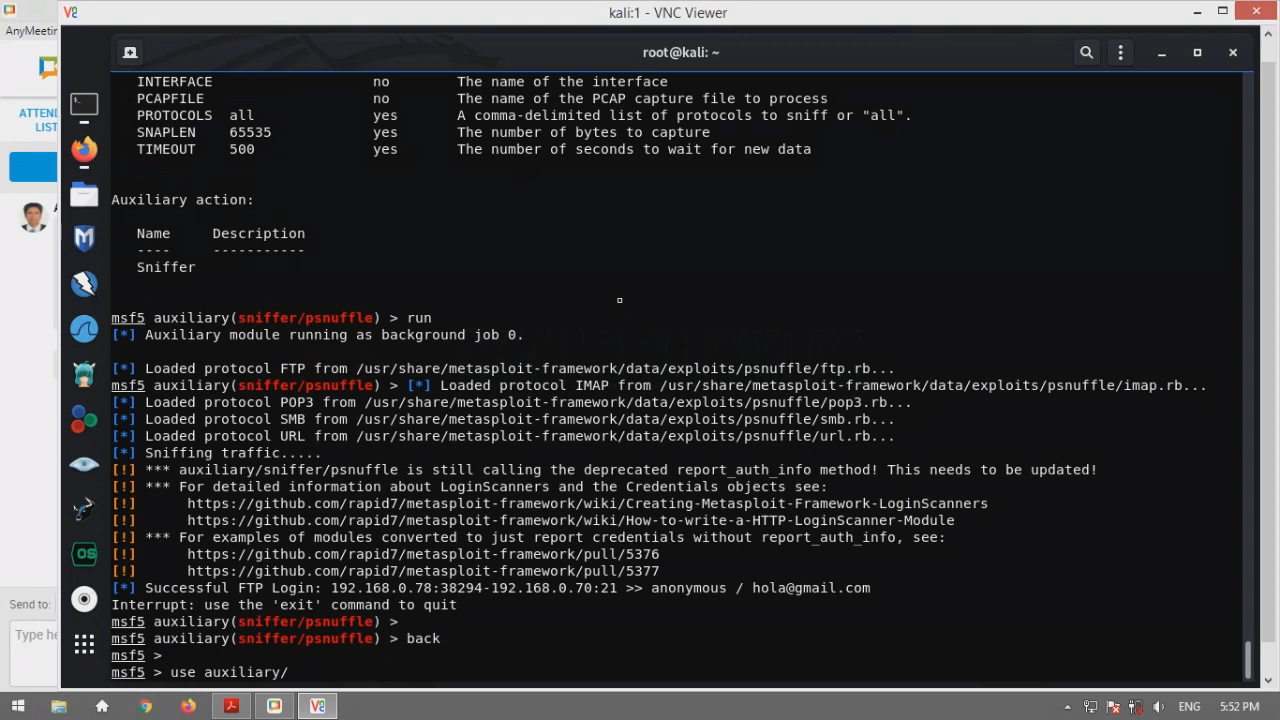 kali:1 - VNC Viewer
AnyMeetin
root@kali: ~
ATTEND
LIST
INTERFACE no The name of the interface
PCAPFILE no The name of the PCAP capture file to process
PROTOCOLS all yes A comma-delimited list of protocols to sniff or "all".
SNAPLEN 65535 yes The number of bytes to capture
TIMEOUT 500 yes The number of seconds to wait for new data
Auxiliary action:
Name Description
---- -----------
Sniffer
msf5 auxiliary(sniffer/psnuffle) > run
[*] Auxiliary module running as background job 0.
[*] Loaded protocol FTP from /usr/share/metasploit-framework/data/exploits/psnuffle/ftp.rb...
msf5 auxiliary(sniffer/psnuffle) > [*] Loaded protocol IMAP from /usr/share/metasploit-framework/data/exploits/psnuffle/imap.rb...
[*] Loaded protocol POP3 from /usr/share/metasploit-framework/data/exploits/psnuffle/pop3.rb...
[*] Loaded protocol SMB from /usr/share/metasploit-framework/data/exploits/psnuffle/smb.rb...
[*] Loaded protocol URL from /usr/share/metasploit-framework/data/exploits/psnuffle/url.rb...
[*] Sniffing traffic.....
[!] *** auxiliary/sniffer/psnuffle is still calling the deprecated report_auth_info method! This needs to be updated!
[!] *** For detailed information about LoginScanners and the Credentials objects see:
[!] https://github.com/rapid7/metasploit-framework/wiki/Creating-Metasploit-Framework-LoginScanners
[!] https://github.com/rapid7/metasploit-framework/wiki/How-to-write-a-HTTP-LoginScanner-Module
[!] *** For examples of modules converted to just report credentials without report_auth_info, see:
[!] https://github.com/rapid7/metasploit-framework/pull/5376
[!] https://github.com/rapid7/metasploit-framework/pull/5377
[*] Successful FTP Login: 192.168.0.78:38294-192.168.0.70:21 >> anonymous / hola@gmail.com
Interrupt: use the 'exit' command to quit
msf5 auxiliary(sniffer/psnuffle) >
msf5 auxiliary(sniffer/psnuffle) > back
msf5 >
msf5 > use auxiliary/
Send to:
Type he
OS
ENG
5:52 PM